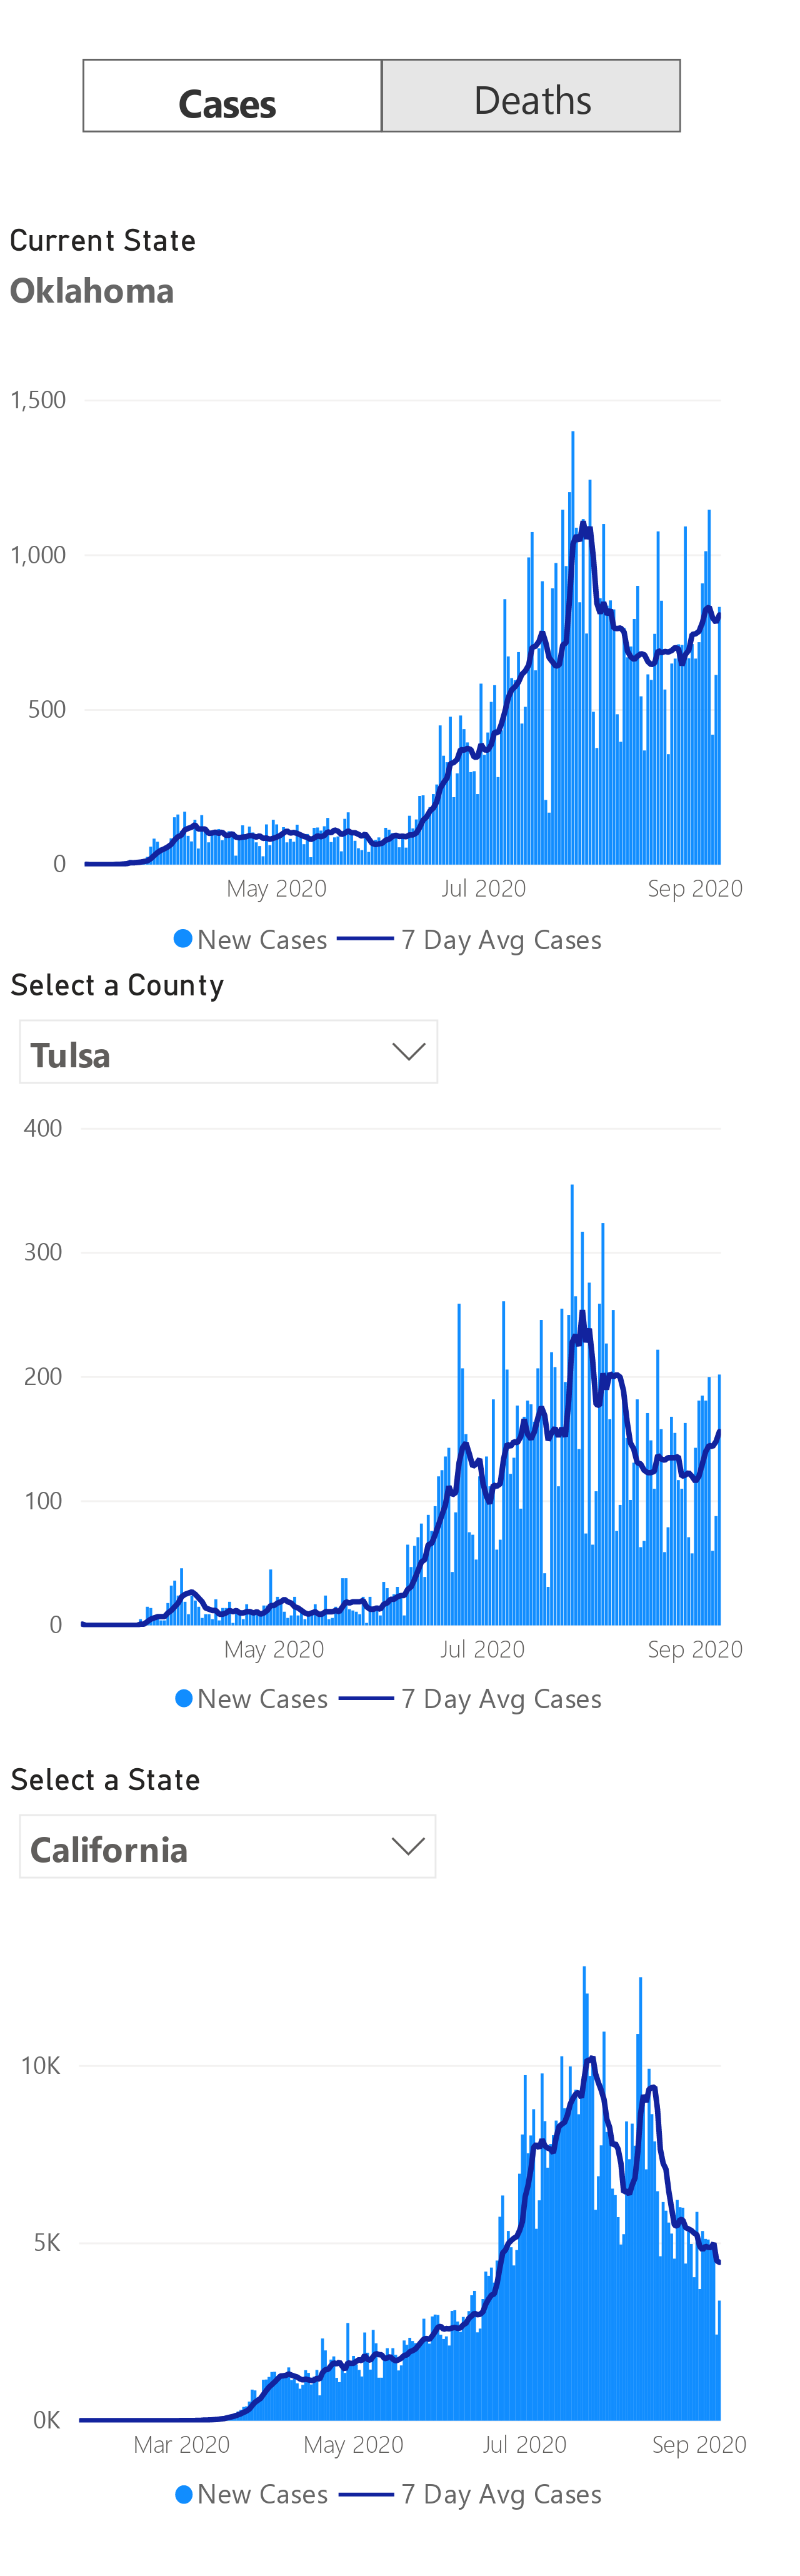 Cases Deaths
Current State
Oklahoma
1,500
1,000
500
0
May 2020 Jul 2020 Sep 2020
New Cases 7 Day Avg Cases
Select a County
Tulsa
400
300
200
100
0
May 2020 Jul 2020 Sep 2020
New Cases 7 Day Avg Cases
Select a State
California
10K
5K
0K
Mar 2020 May 2020 Jul 2020 Sep 2020
New Cases 7 Day Avg Cases